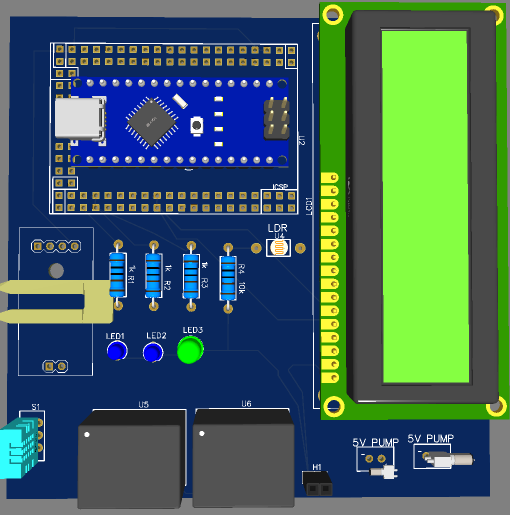 U2
ICSP
LCD1
LDR
U4
1k
R1
1k
R2
1k
R3
R4
10k
LED1
LED2
LED3
S1
U5
U6
H1
5V PUMP
-
5V PUMP
-